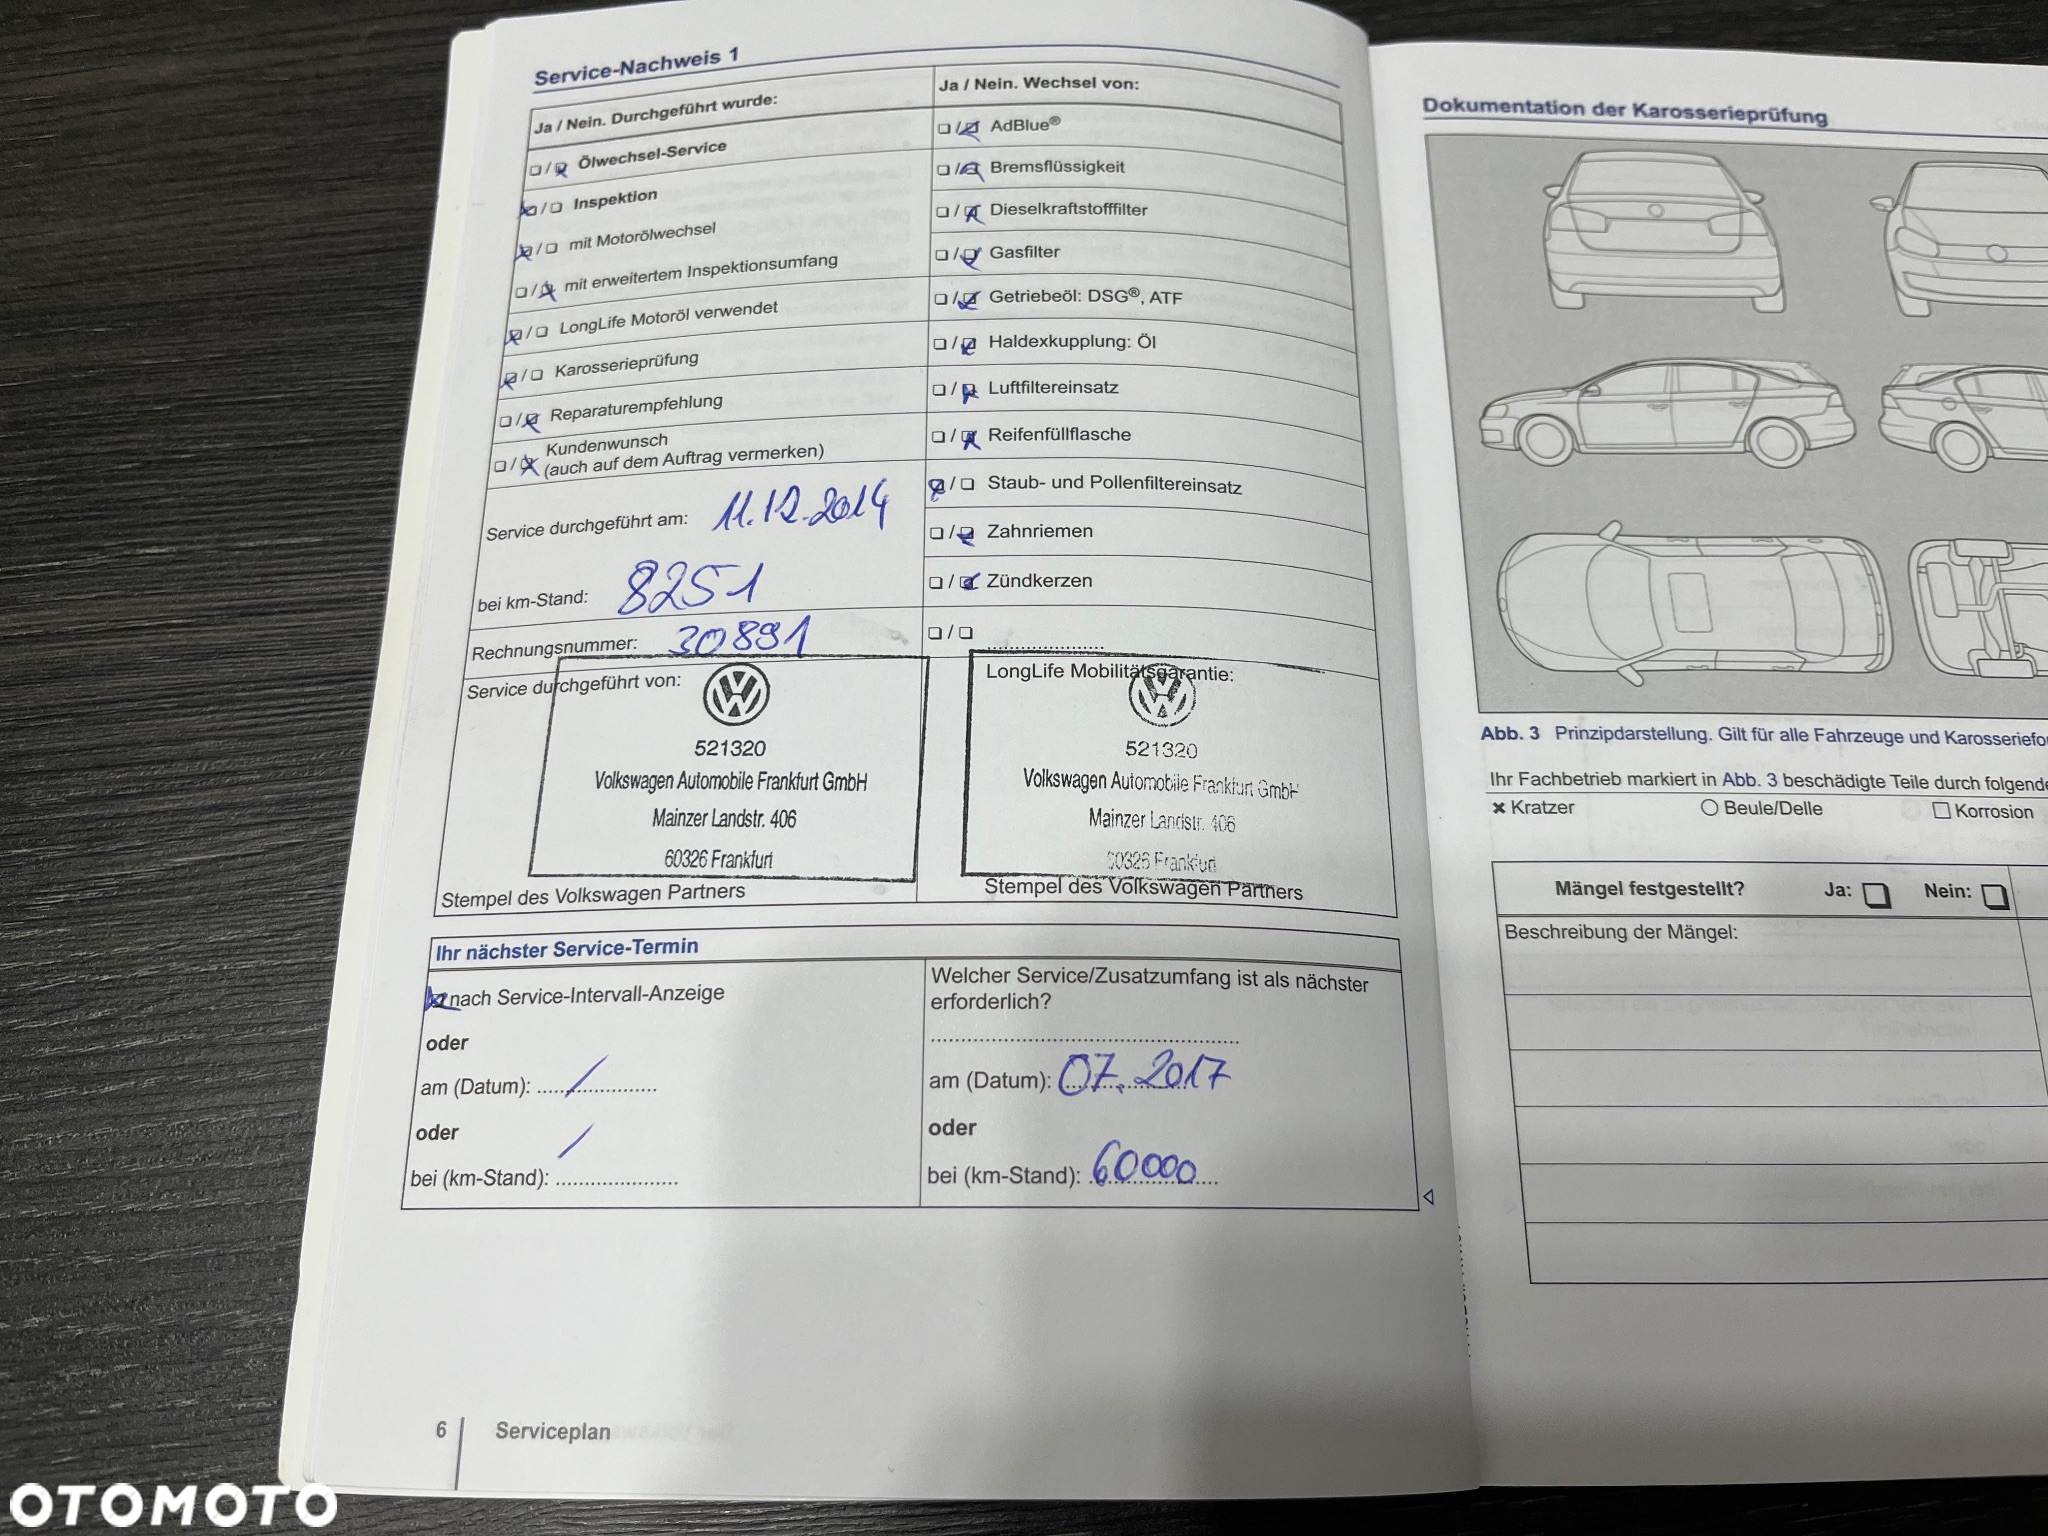 Service-Nachweis 1
Ja / Nein. Durchgeführt wurde:
Ölwechsel-Service
Inspektion
mit Motorölwechsel
mit erweitertem Inspektionsumfang
LongLife Motoröl verwendet
Karosserieprüfung
Reparaturempfehlung
Kundenwunsch
(auch auf dem Auftrag vermerken)
Service durchgeführt am: 11.12.2014
bei km-Stand: 8251
Rechnungsnummer: 30891
Service durchgeführt von:
521320
Volkswagen Automobile Frankfurt GmbH
Mainzer Landstr. 406
60326 Frankfurt
Stempel des Volkswagen Partners
Ja / Nein. Wechsel von:
AdBlue®
Bremsflüssigkeit
Dieselkraftstofffilter
Gasfilter
Getriebeöl: DSG®, ATF
Haldexkupplung: Öl
Luftfiltereinsatz
Reifenfüllflasche
Staub- und Pollenfiltereinsatz
Zahnriemen
Zündkerzen
LongLife Mobilitätsgarantie:
521320
Volkswagen Automobile Frankfurt GmbH
Mainzer Landstr. 406
60326 Frankfurt
Stempel des Volkswagen Partners
Ihr nächster Service-Termin
nach Service-Intervall-Anzeige
oder
am (Datum): /
oder
bei (km-Stand): /
Welcher Service/Zusatzumfang ist als nächster
erforderlich?
am (Datum): 07.2017
oder
bei (km-Stand): 60000
6 Serviceplan
Dokumentation der Karosserieprüfung
Abb. 3 Prinzipdarstellung. Gilt für alle Fahrzeuge und Karosseriefo
Ihr Fachbetrieb markiert in Abb. 3 beschädigte Teile durch folgende
Kratzer Beule/Delle Korrosion
Mängel festgestellt? Ja: Nein:
Beschreibung der Mängel:
OTOMOTO